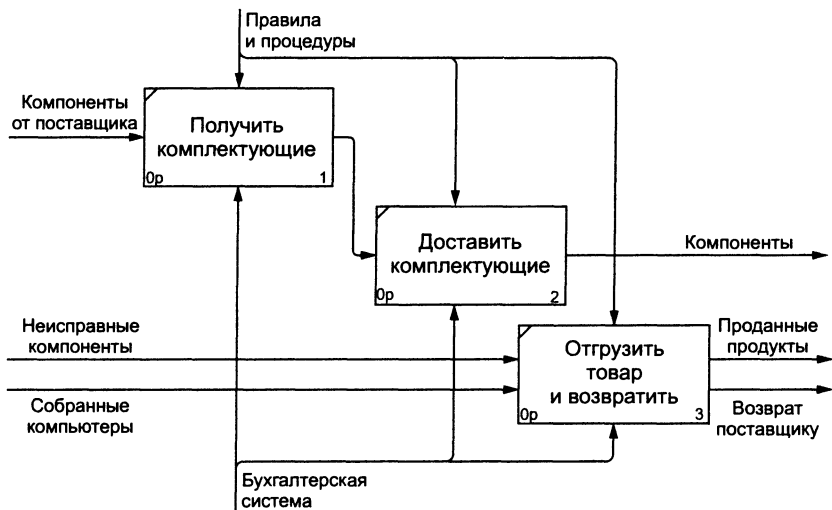 Правила
и процедуры
Компоненты
от поставщика
Получить
комплектующие
0р 1
Доставить
комплектующие
0р 2
Компоненты
Неисправные
компоненты
Собранные
компьютеры
Отгрузить
товар
и возвратить
0р 3
Проданные
продукты
Возврат
поставщику
Бухгалтерская
система